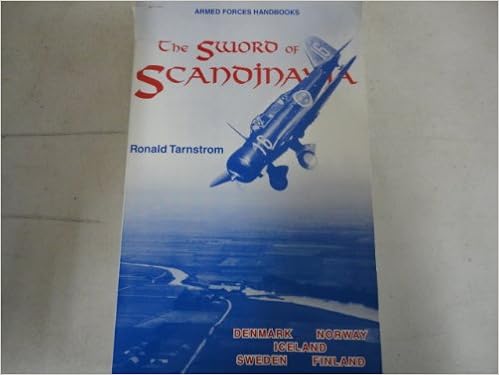 ARMED FORCES HANDBOOKS
The Sword of
Scandinavia
Ronald Tarnstrom
DENMARK NORWAY
ICELAND
SWEDEN FINLAND